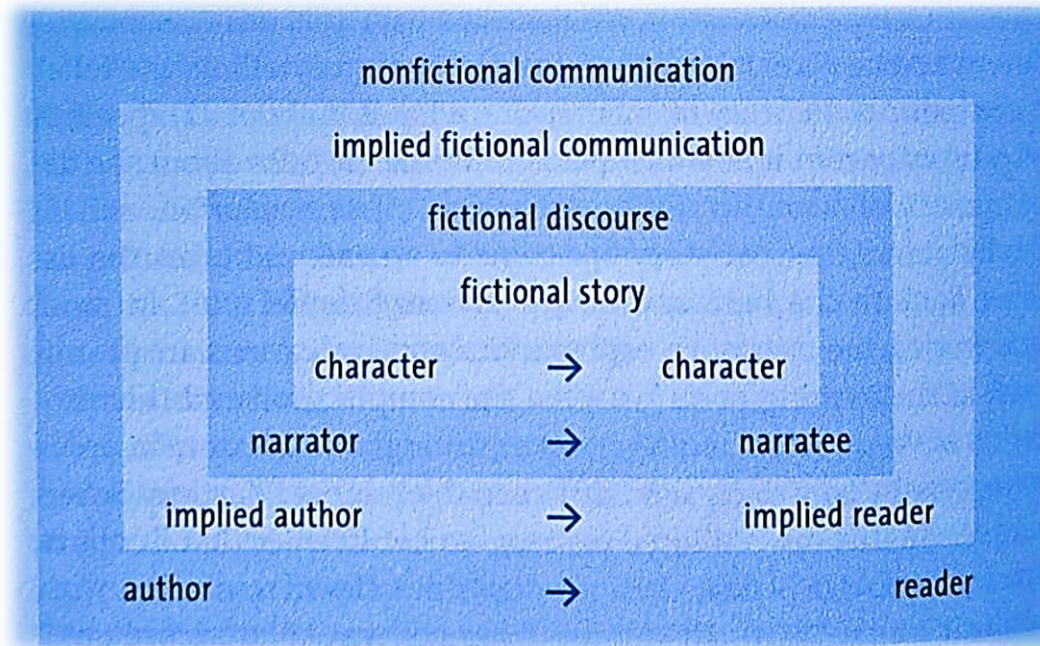 nonfictional communication
implied fictional communication
fictional discourse
fictional story
character → character
narrator → narratee
implied author → implied reader
author → reader